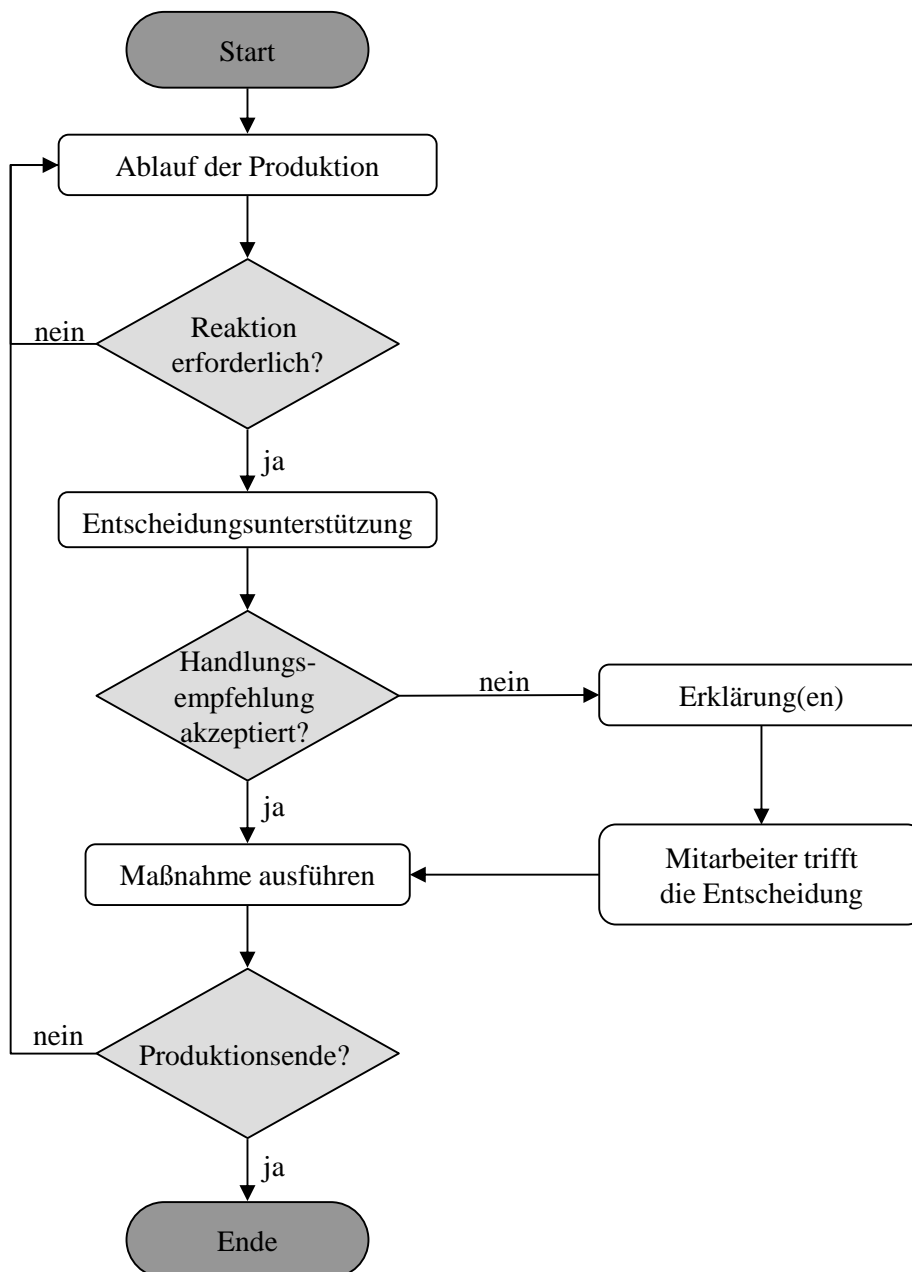 Start
Ablauf der Produktion
Reaktion
erforderlich?
nein
ja
Entscheidungsunterstützung
Handlungs-
empfehlung
akzeptiert?
nein
Erklärung(en)
ja
Mitarbeiter trifft
die Entscheidung
Maßnahme ausführen
nein
Produktionsende?
ja
Ende